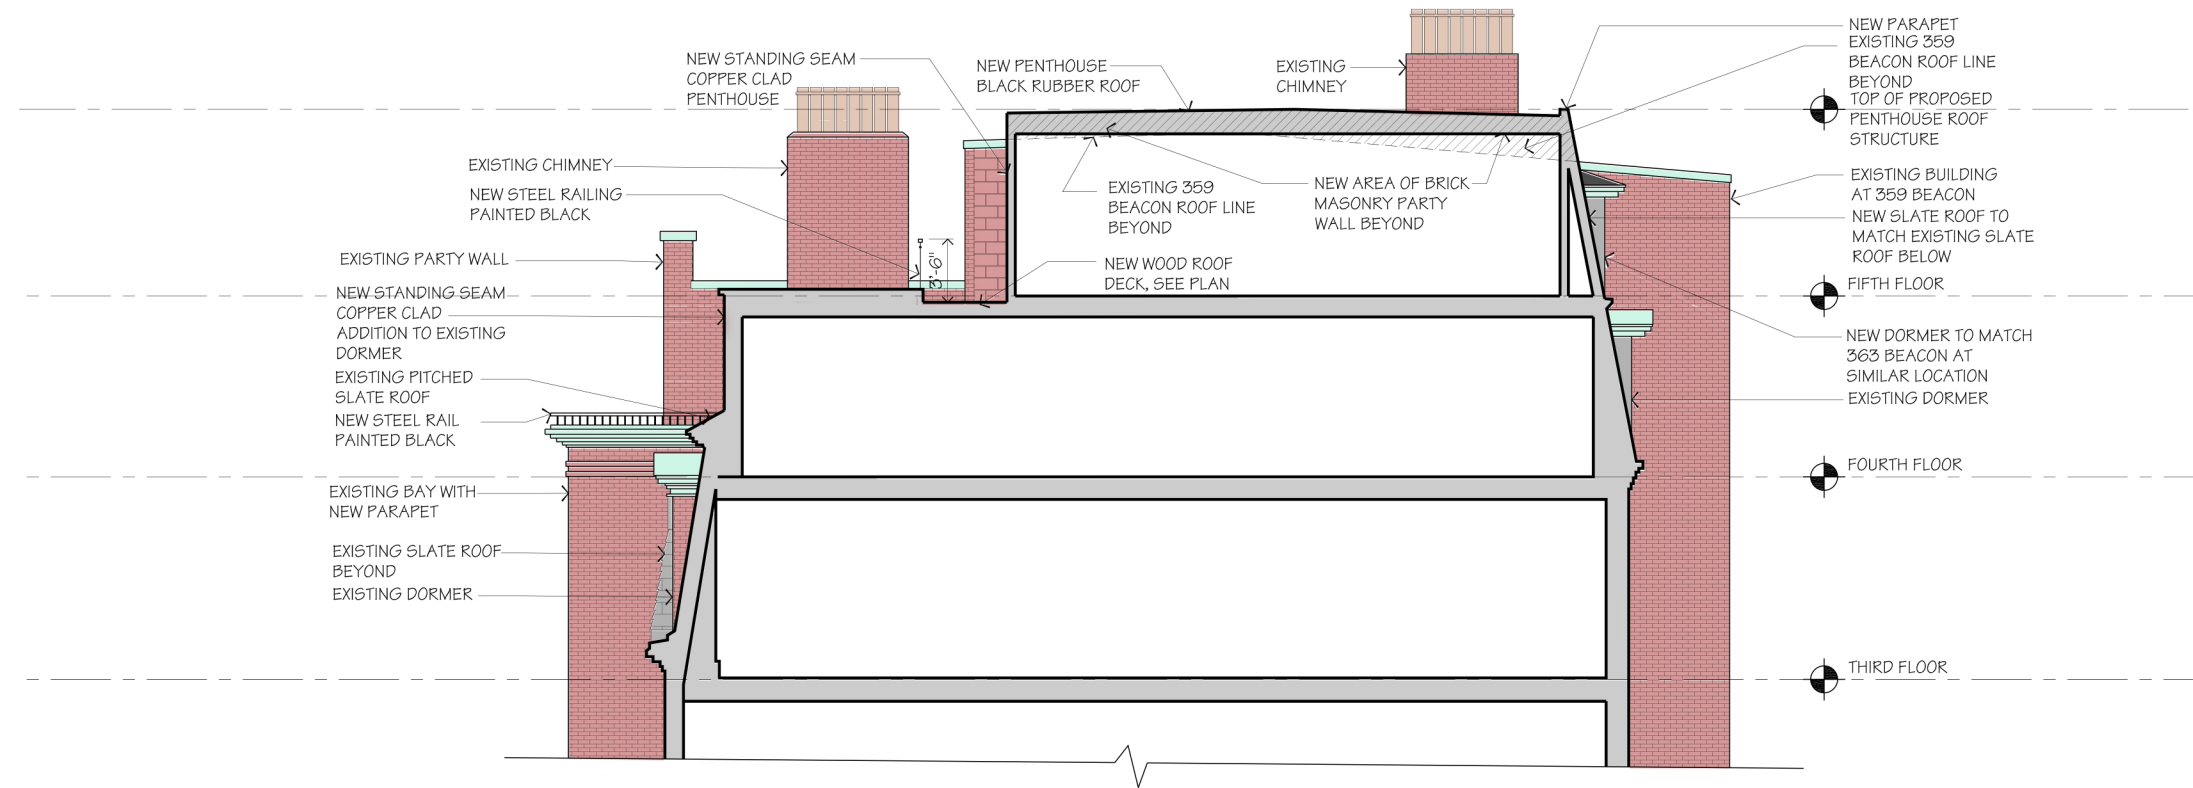 NEW STANDING SEAM
COPPER CLAD
PENTHOUSE
NEW PENTHOUSE
BLACK RUBBER ROOF
EXISTING
CHIMNEY
NEW PARAPET
EXISTING 359
BEACON ROOF LINE
BEYOND
TOP OF PROPOSED
PENTHOUSE ROOF
STRUCTURE
EXISTING CHIMNEY
NEW STEEL RAILING
PAINTED BLACK
EXISTING PARTY WALL
NEW STANDING SEAM
COPPER CLAD
ADDITION TO EXISTING
DORMER
EXISTING PITCHED
SLATE ROOF
NEW STEEL RAIL
PAINTED BLACK
EXISTING BAY WITH
NEW PARAPET
EXISTING SLATE ROOF
BEYOND
EXISTING DORMER
3'-6"
EXISTING 359
BEACON ROOF LINE
BEYOND
NEW AREA OF BRICK
MASONRY PARTY
WALL BEYOND
NEW WOOD ROOF
DECK, SEE PLAN
EXISTING BUILDING
AT 359 BEACON
NEW SLATE ROOF TO
MATCH EXISTING SLATE
ROOF BELOW
FIFTH FLOOR
NEW DORMER TO MATCH
363 BEACON AT
SIMILAR LOCATION
EXISTING DORMER
FOURTH FLOOR
THIRD FLOOR